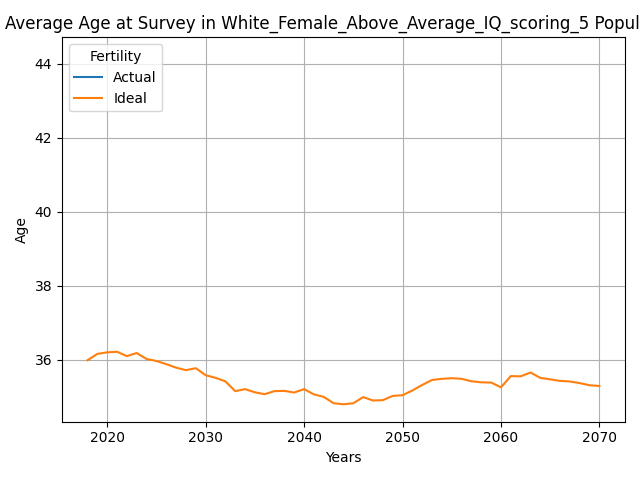 Average Age at Survey in White_Female_Above_Average_IQ_scoring_5 Popul
Fertility
Actual
Ideal
44
42
40
38
36
Age
2020 2030 2040 2050 2060 2070
Years